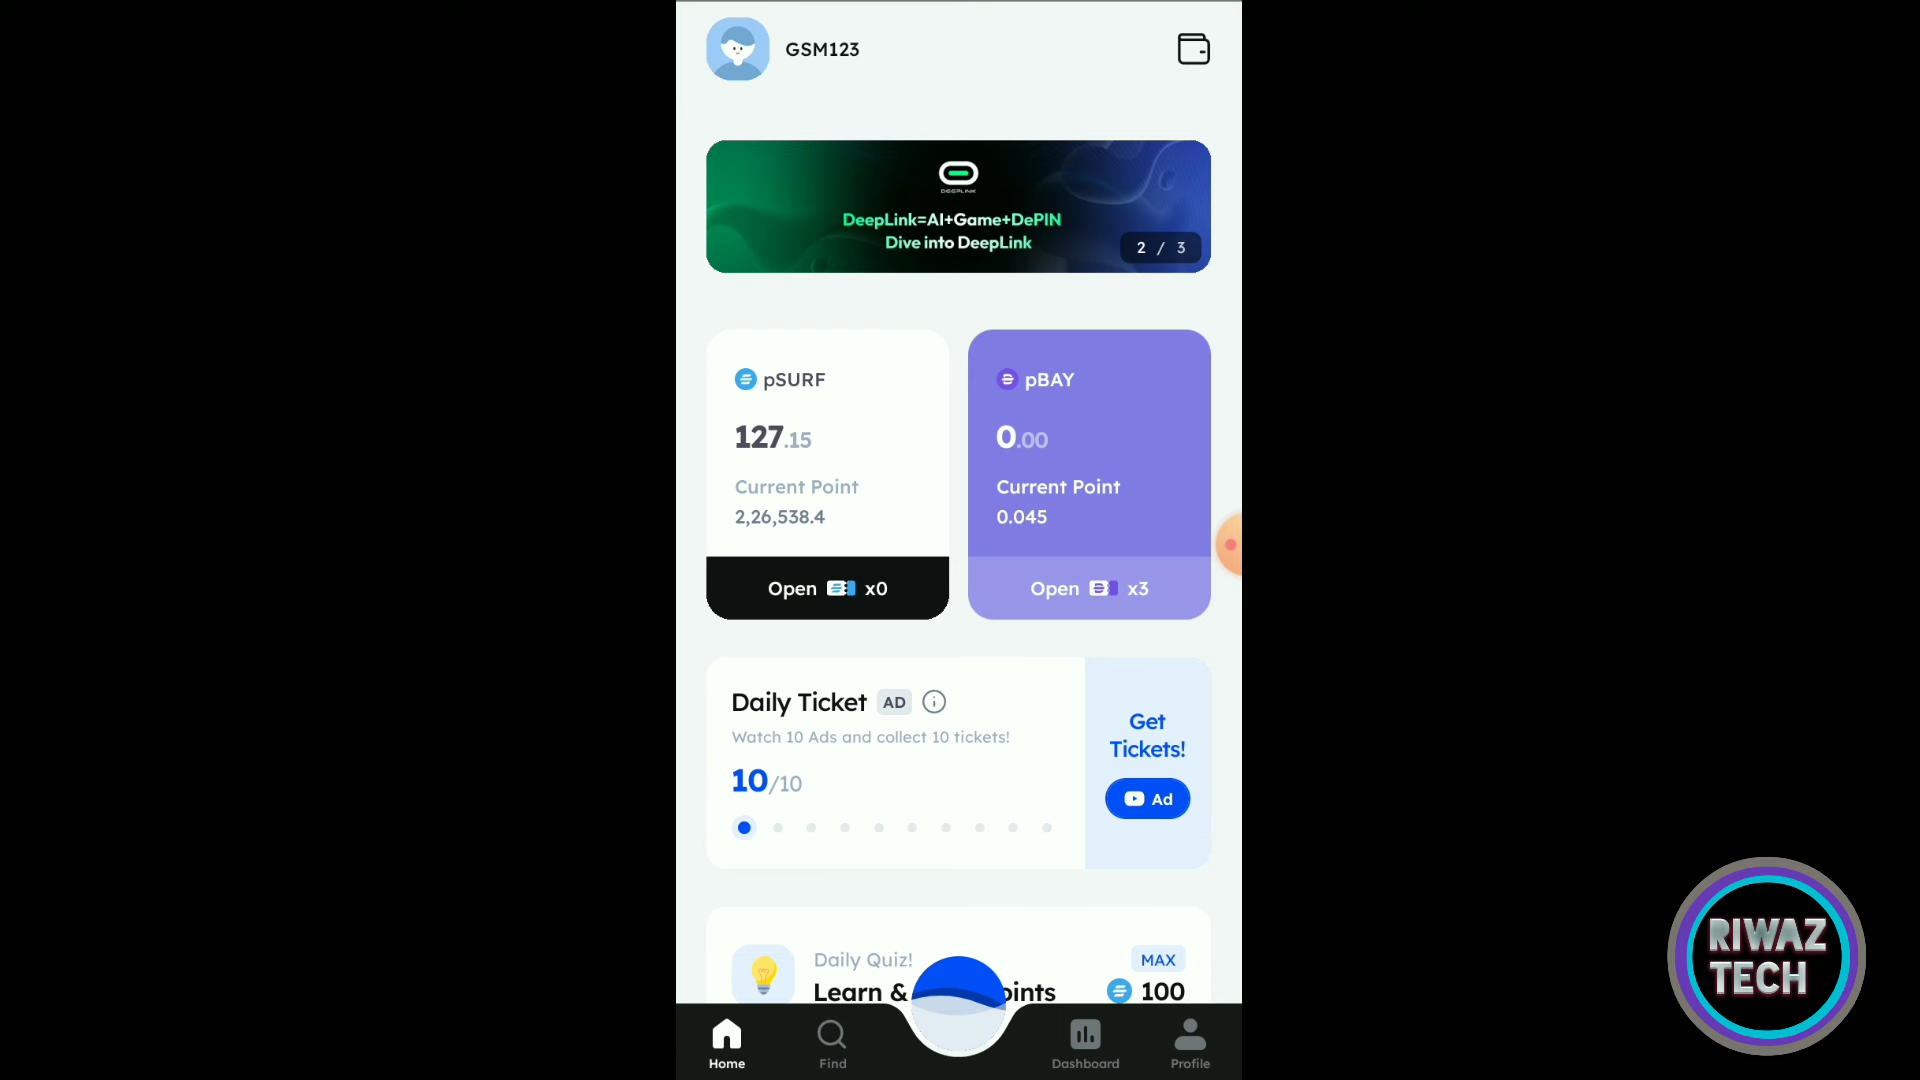 GSM123
DEEPLINK
DeepLink=AI+Game+DePIN
Dive into DeepLink
2 / 3
pSURF
127.15
Current Point
2,26,538.4
Open x0
pBAY
0.00
Current Point
0.045
Open x3
Daily Ticket AD
Watch 10 Ads and collect 10 tickets!
10/10
Get
Tickets!
Ad
Daily Quiz!
Learn & oints
MAX
100
Home
Find
Dashboard
Profile
RIWAZ
TECH